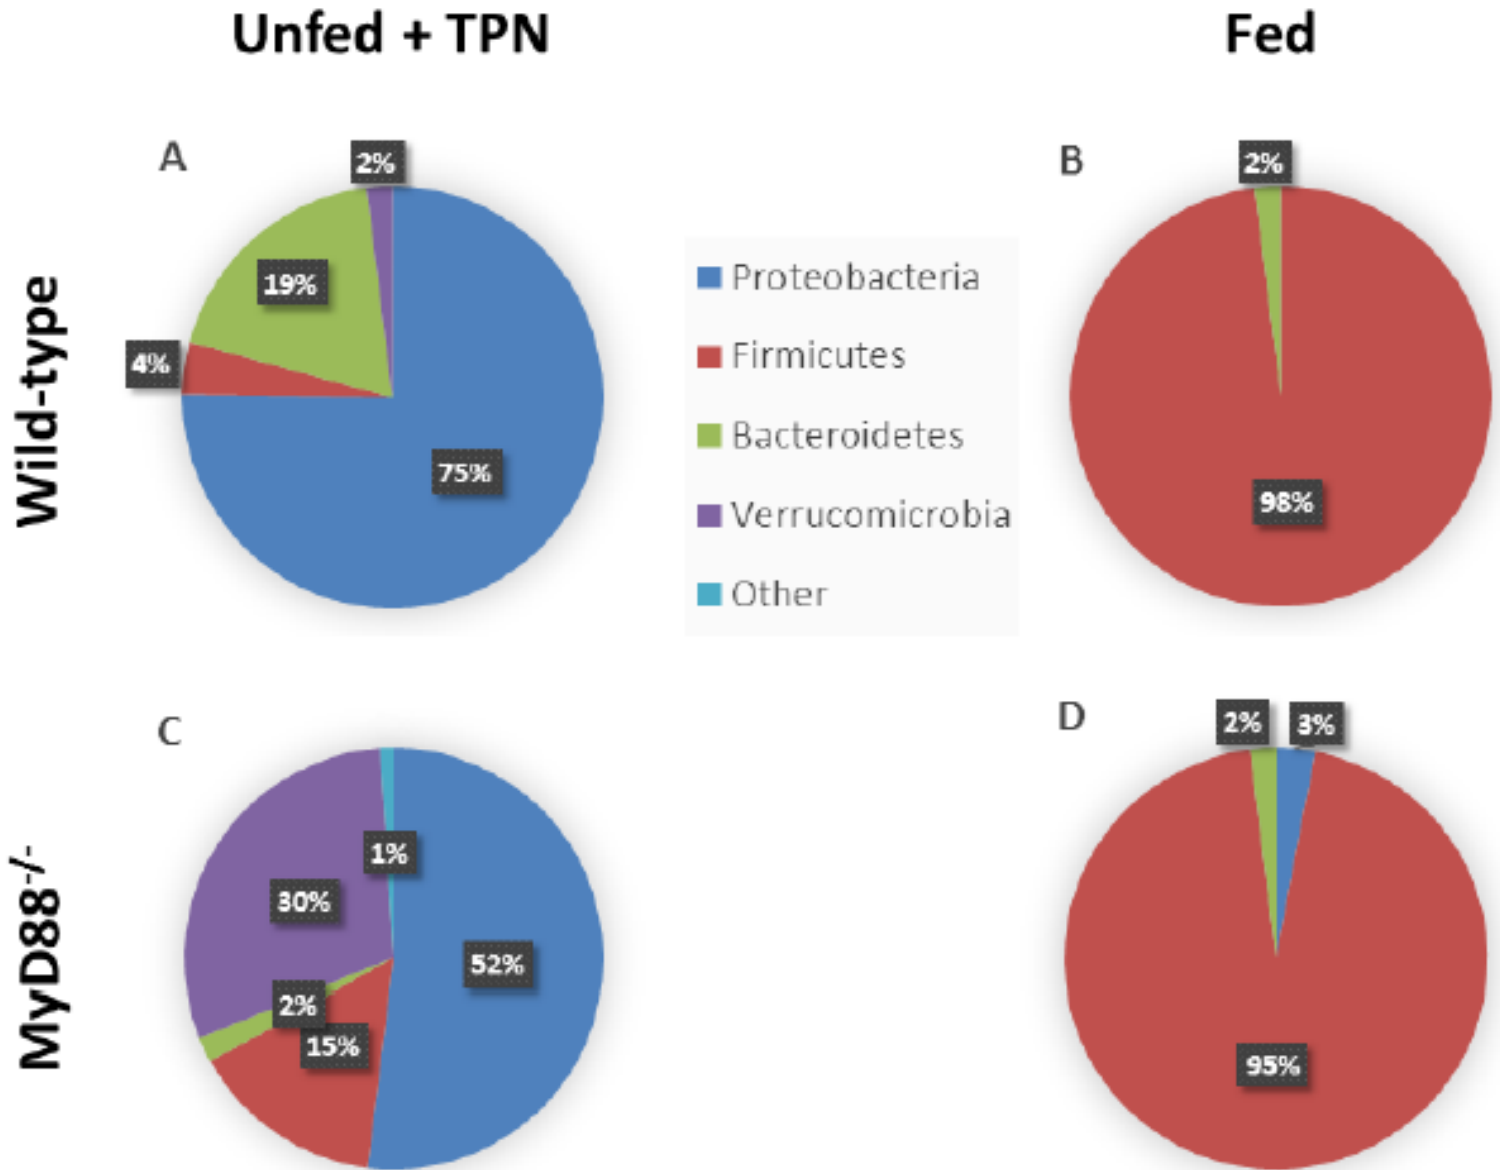 Unfed + TPN
Fed
Wild-type
A
2%
19%
4%
75%
Proteobacteria
Firmicutes
Bacteroidetes
Verrucomicrobia
Other
B
2%
98%
MyD88-/-
C
1%
30%
52%
2%
15%
D
2%
3%
95%